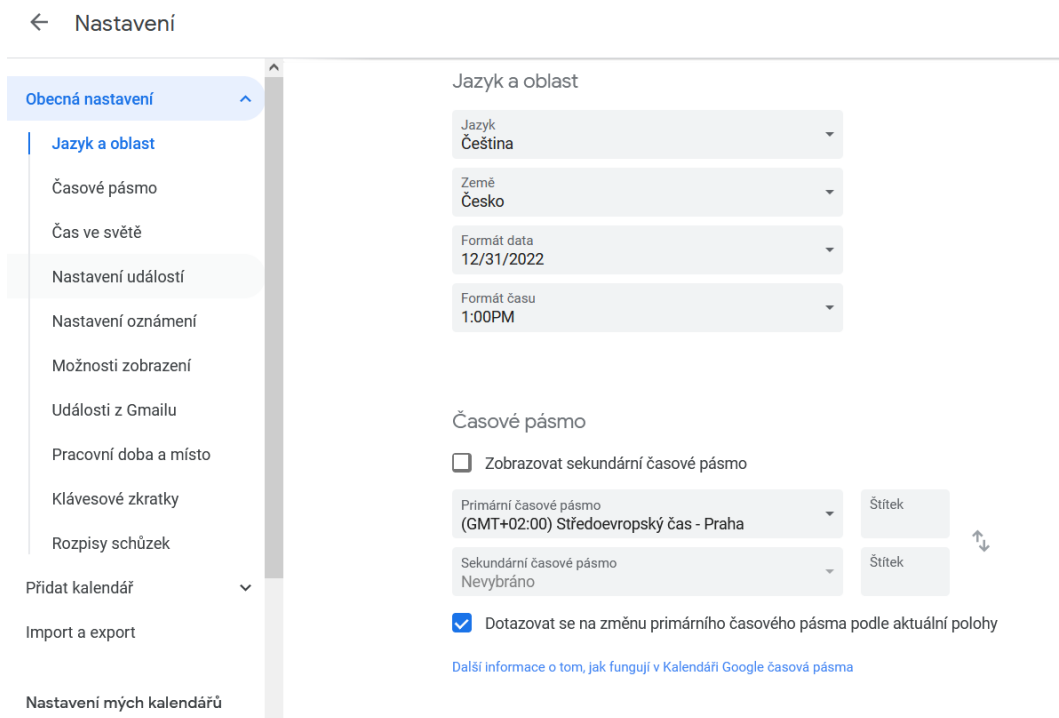 Nastavení
Obecná nastavení
Jazyk a oblast
Časové pásmo
Čas ve světě
Nastavení událostí
Nastavení oznámení
Možnosti zobrazení
Události z Gmailu
Pracovní doba a místo
Klávesové zkratky
Rozpisy schůzek
Přidat kalendář
Import a export
Nastavení mých kalendářů
Jazyk a oblast
Jazyk
Čeština
Země
Česko
Formát data
12/31/2022
Formát času
1:00PM
Časové pásmo
Zobrazovat sekundární časové pásmo
Primární časové pásmo
(GMT+02:00) Středoevropský čas - Praha
Štítek
Sekundární časové pásmo
Nevybráno
Štítek
Dotazovat se na změnu primárního časového pásma podle aktuální polohy
Další informace o tom, jak fungují v Kalendáři Google časová pásma